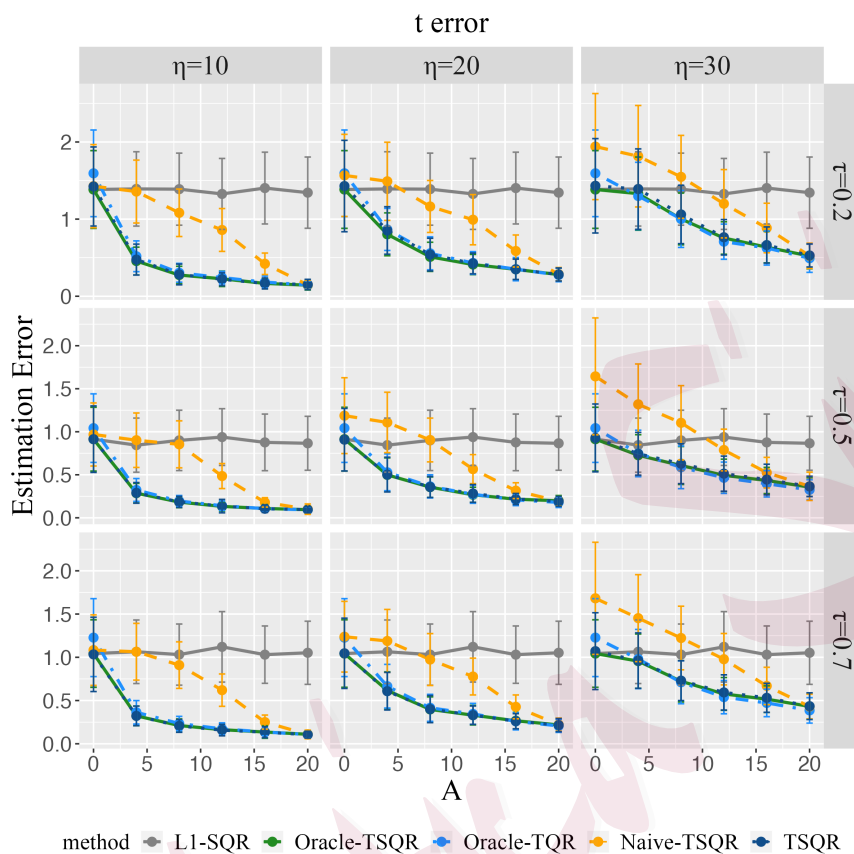 t error
η=10 η=20 η=30
2
1
0
τ=0.2
2.0
1.5
1.0
0.5
0.0
τ=0.5
2.0
1.5
1.0
0.5
0.0
τ=0.7
Estimation Error
0 5 10 15 20 0 5 10 15 20 0 5 10 15 20
A
method L1-SQR Oracle-TSQR Oracle-TQR Naive-TSQR TSQR